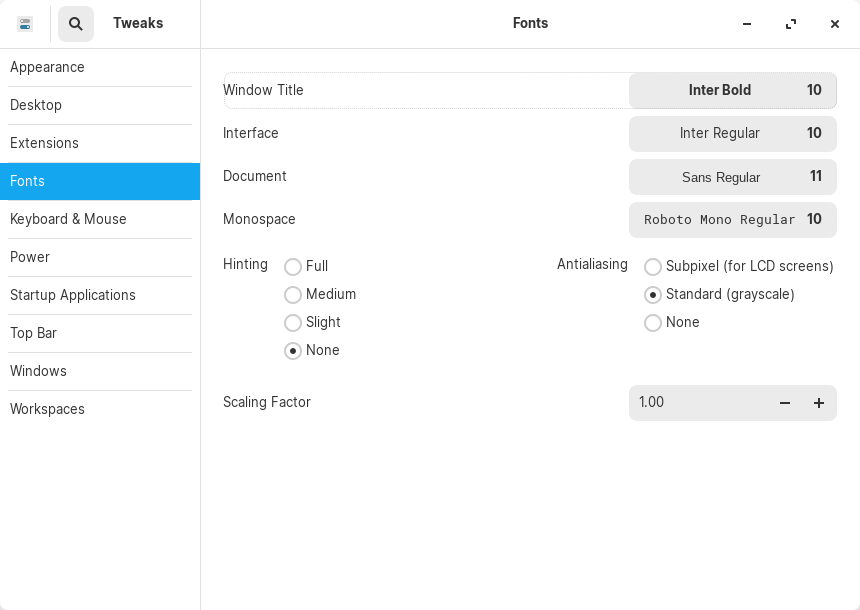 Tweaks
Fonts
Appearance
Desktop
Extensions
Fonts
Keyboard & Mouse
Power
Startup Applications
Top Bar
Windows
Workspaces
Window Title Inter Bold 10
Interface Inter Regular 10
Document Sans Regular 11
Monospace Roboto Mono Regular 10
Hinting Full
Medium
Slight
None
Antialiasing Subpixel (for LCD screens)
Standard (grayscale)
None
Scaling Factor 1.00